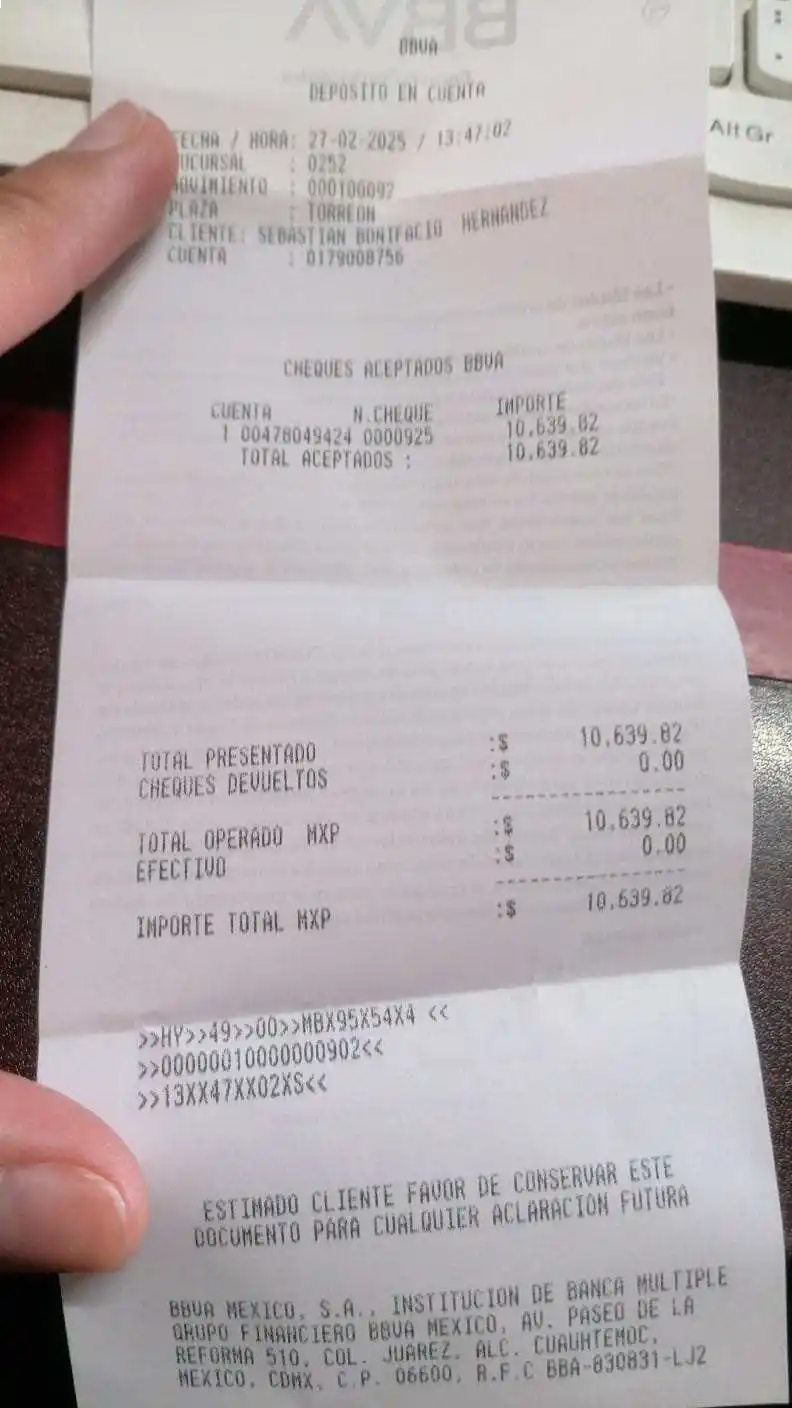 BBVA
DEPOSITO EN CUENTA
FECHA / HORA: 27-02-2025 / 13:47:02
SUCURSAL : 0252
MOVIMIENTO : 000100092
PLAZA : TORREON
CLIENTE: SEBASTIAN BONIFACIO HERNANDEZ
CUENTA : 0179008756
CHEQUES ACEPTADOS BBVA
CUENTA N.CHEQUE IMPORTE
1 00478049424 0000925 10,639.82
TOTAL ACEPTADOS : 10,639.82
TOTAL PRESENTADO :$ 10,639.82
CHEQUES DEVUELTOS :$ 0.00
TOTAL OPERADO MXP :$ 10,639.82
EFECTIVO :$ 0.00
IMPORTE TOTAL MXP :$ 10,639.82
>>HY>>49>>00>>MBX95X54X4 <<
>>00000010000000902<<
>>13XX47XX02XS<<
ESTIMADO CLIENTE FAVOR DE CONSERVAR ESTE
DOCUMENTO PARA CUALQUIER ACLARACION FUTURA
BBVA MEXICO, S.A., INSTITUCION DE BANCA MULTIPLE
GRUPO FINANCIERO BBVA MEXICO, AV. PASEO DE LA
REFORMA 510, COL. JUAREZ, ALC. CUAUHTEMOC,
MEXICO, CDMX, C.P. 06600, R.F.C BBA-830831-LJ2
Alt Gr